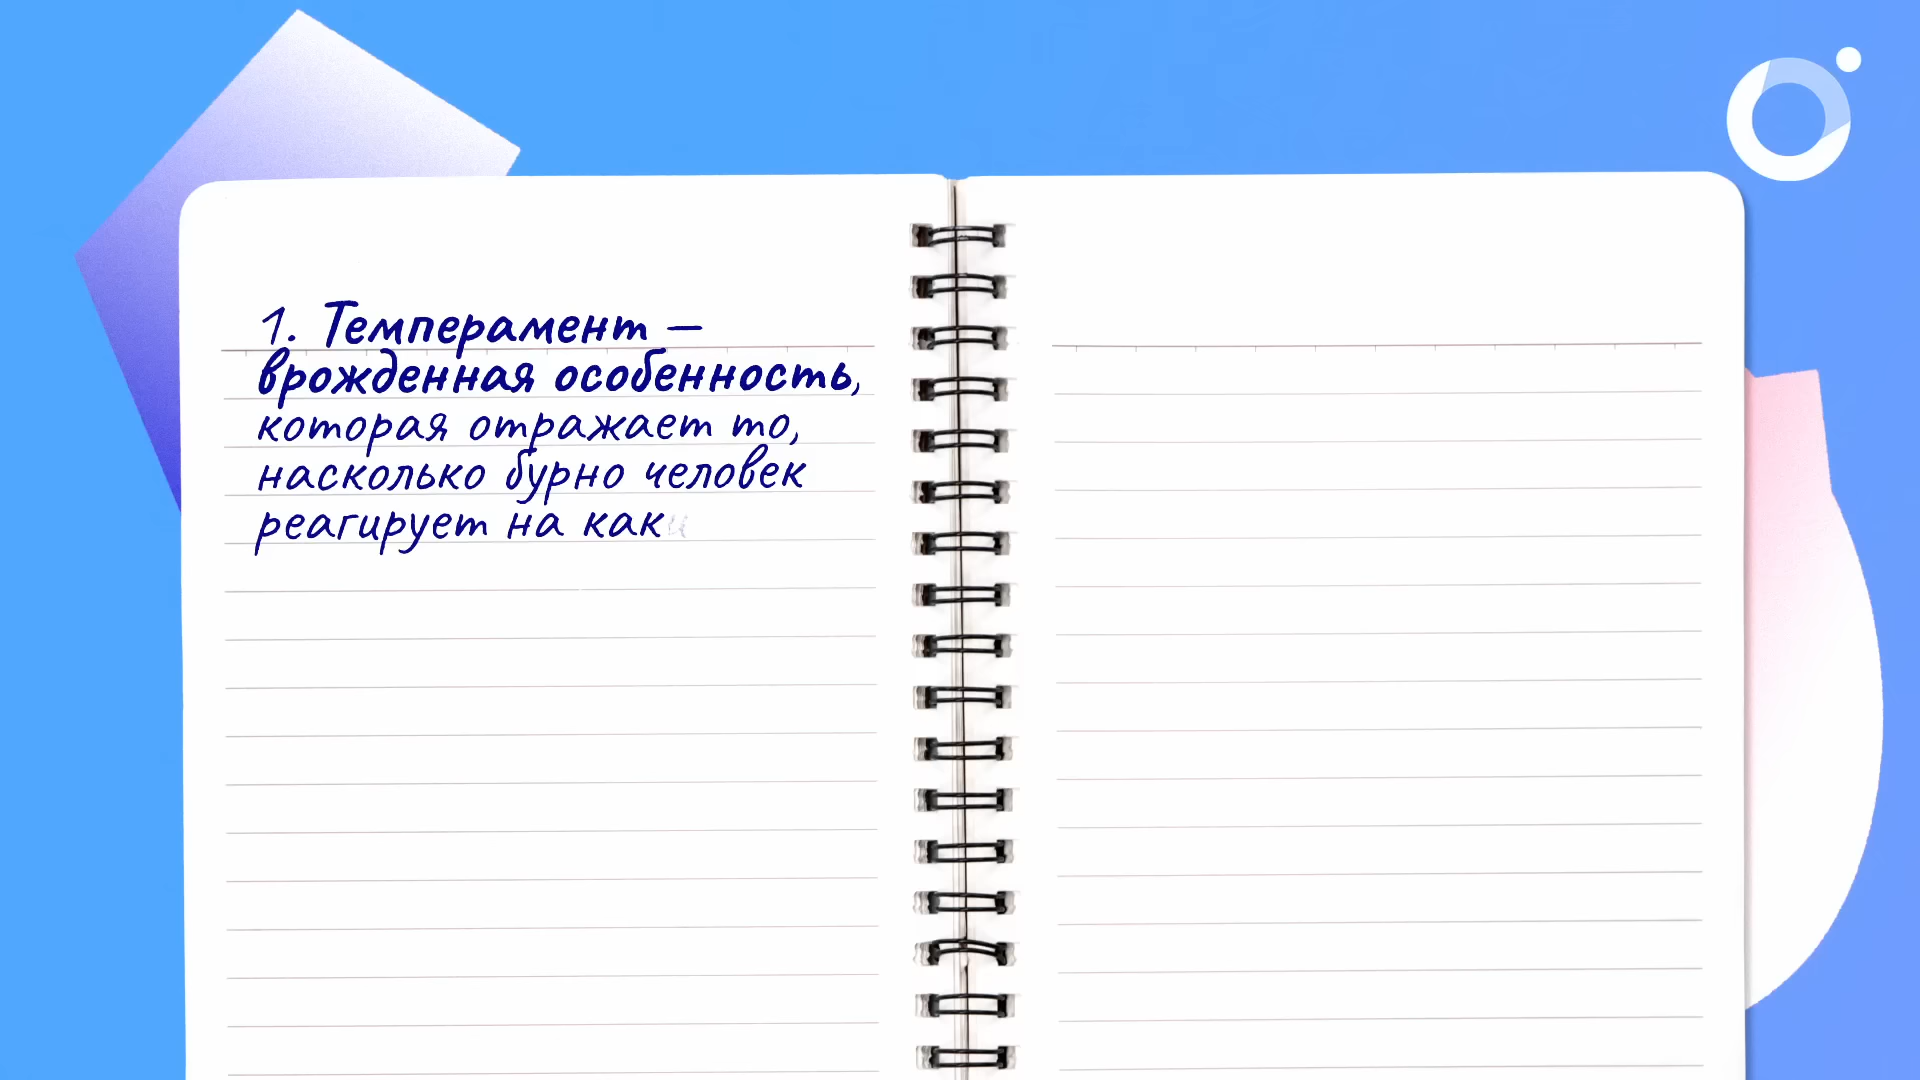 1. Темперамент —
врожденная особенность,
которая отражает то,
насколько бурно человек
реагирует на как